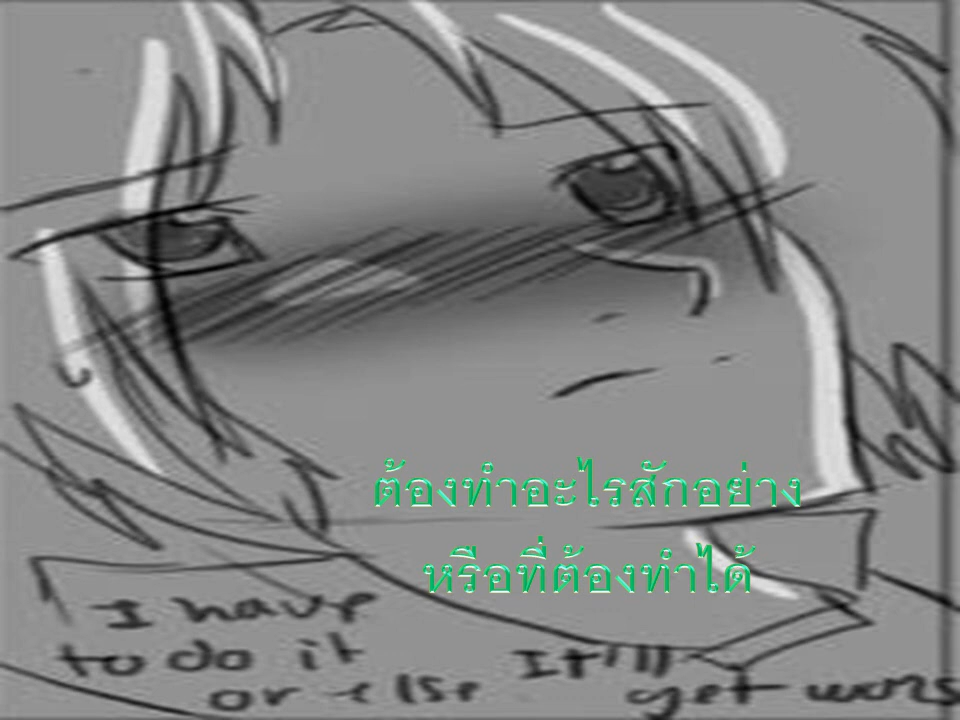 ต้องทำอะไรสักอย่าง
หรือที่ต้องทำได้
I have
to do it
or else It'll
get wors